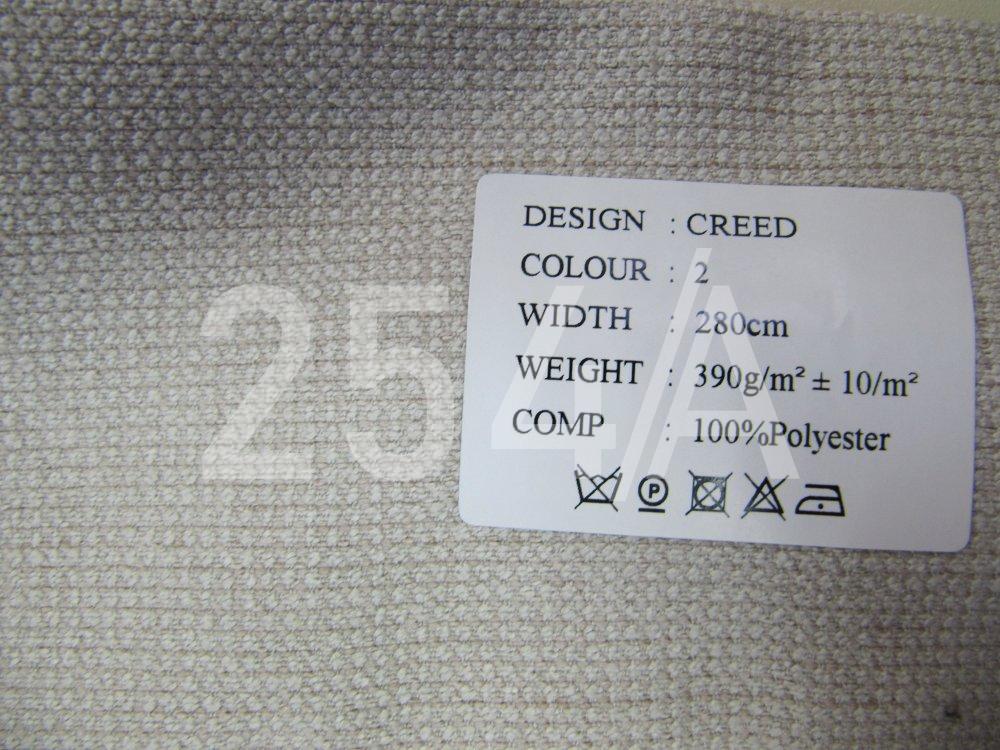 DESIGN : CREED
COLOUR : 2
WIDTH : 280cm
WEIGHT : 390g/m² ± 10/m²
COMP : 100%Polyester
P
254/A